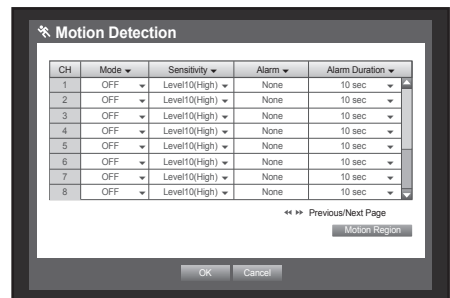 Motion Detection
CH Mode Sensitivity Alarm Alarm Duration
1 OFF Level10(High) None 10 sec
2 OFF Level10(High) None 10 sec
3 OFF Level10(High) None 10 sec
4 OFF Level10(High) None 10 sec
5 OFF Level10(High) None 10 sec
6 OFF Level10(High) None 10 sec
7 OFF Level10(High) None 10 sec
8 OFF Level10(High) None 10 sec
Previous/Next Page
Motion Region
OK Cancel